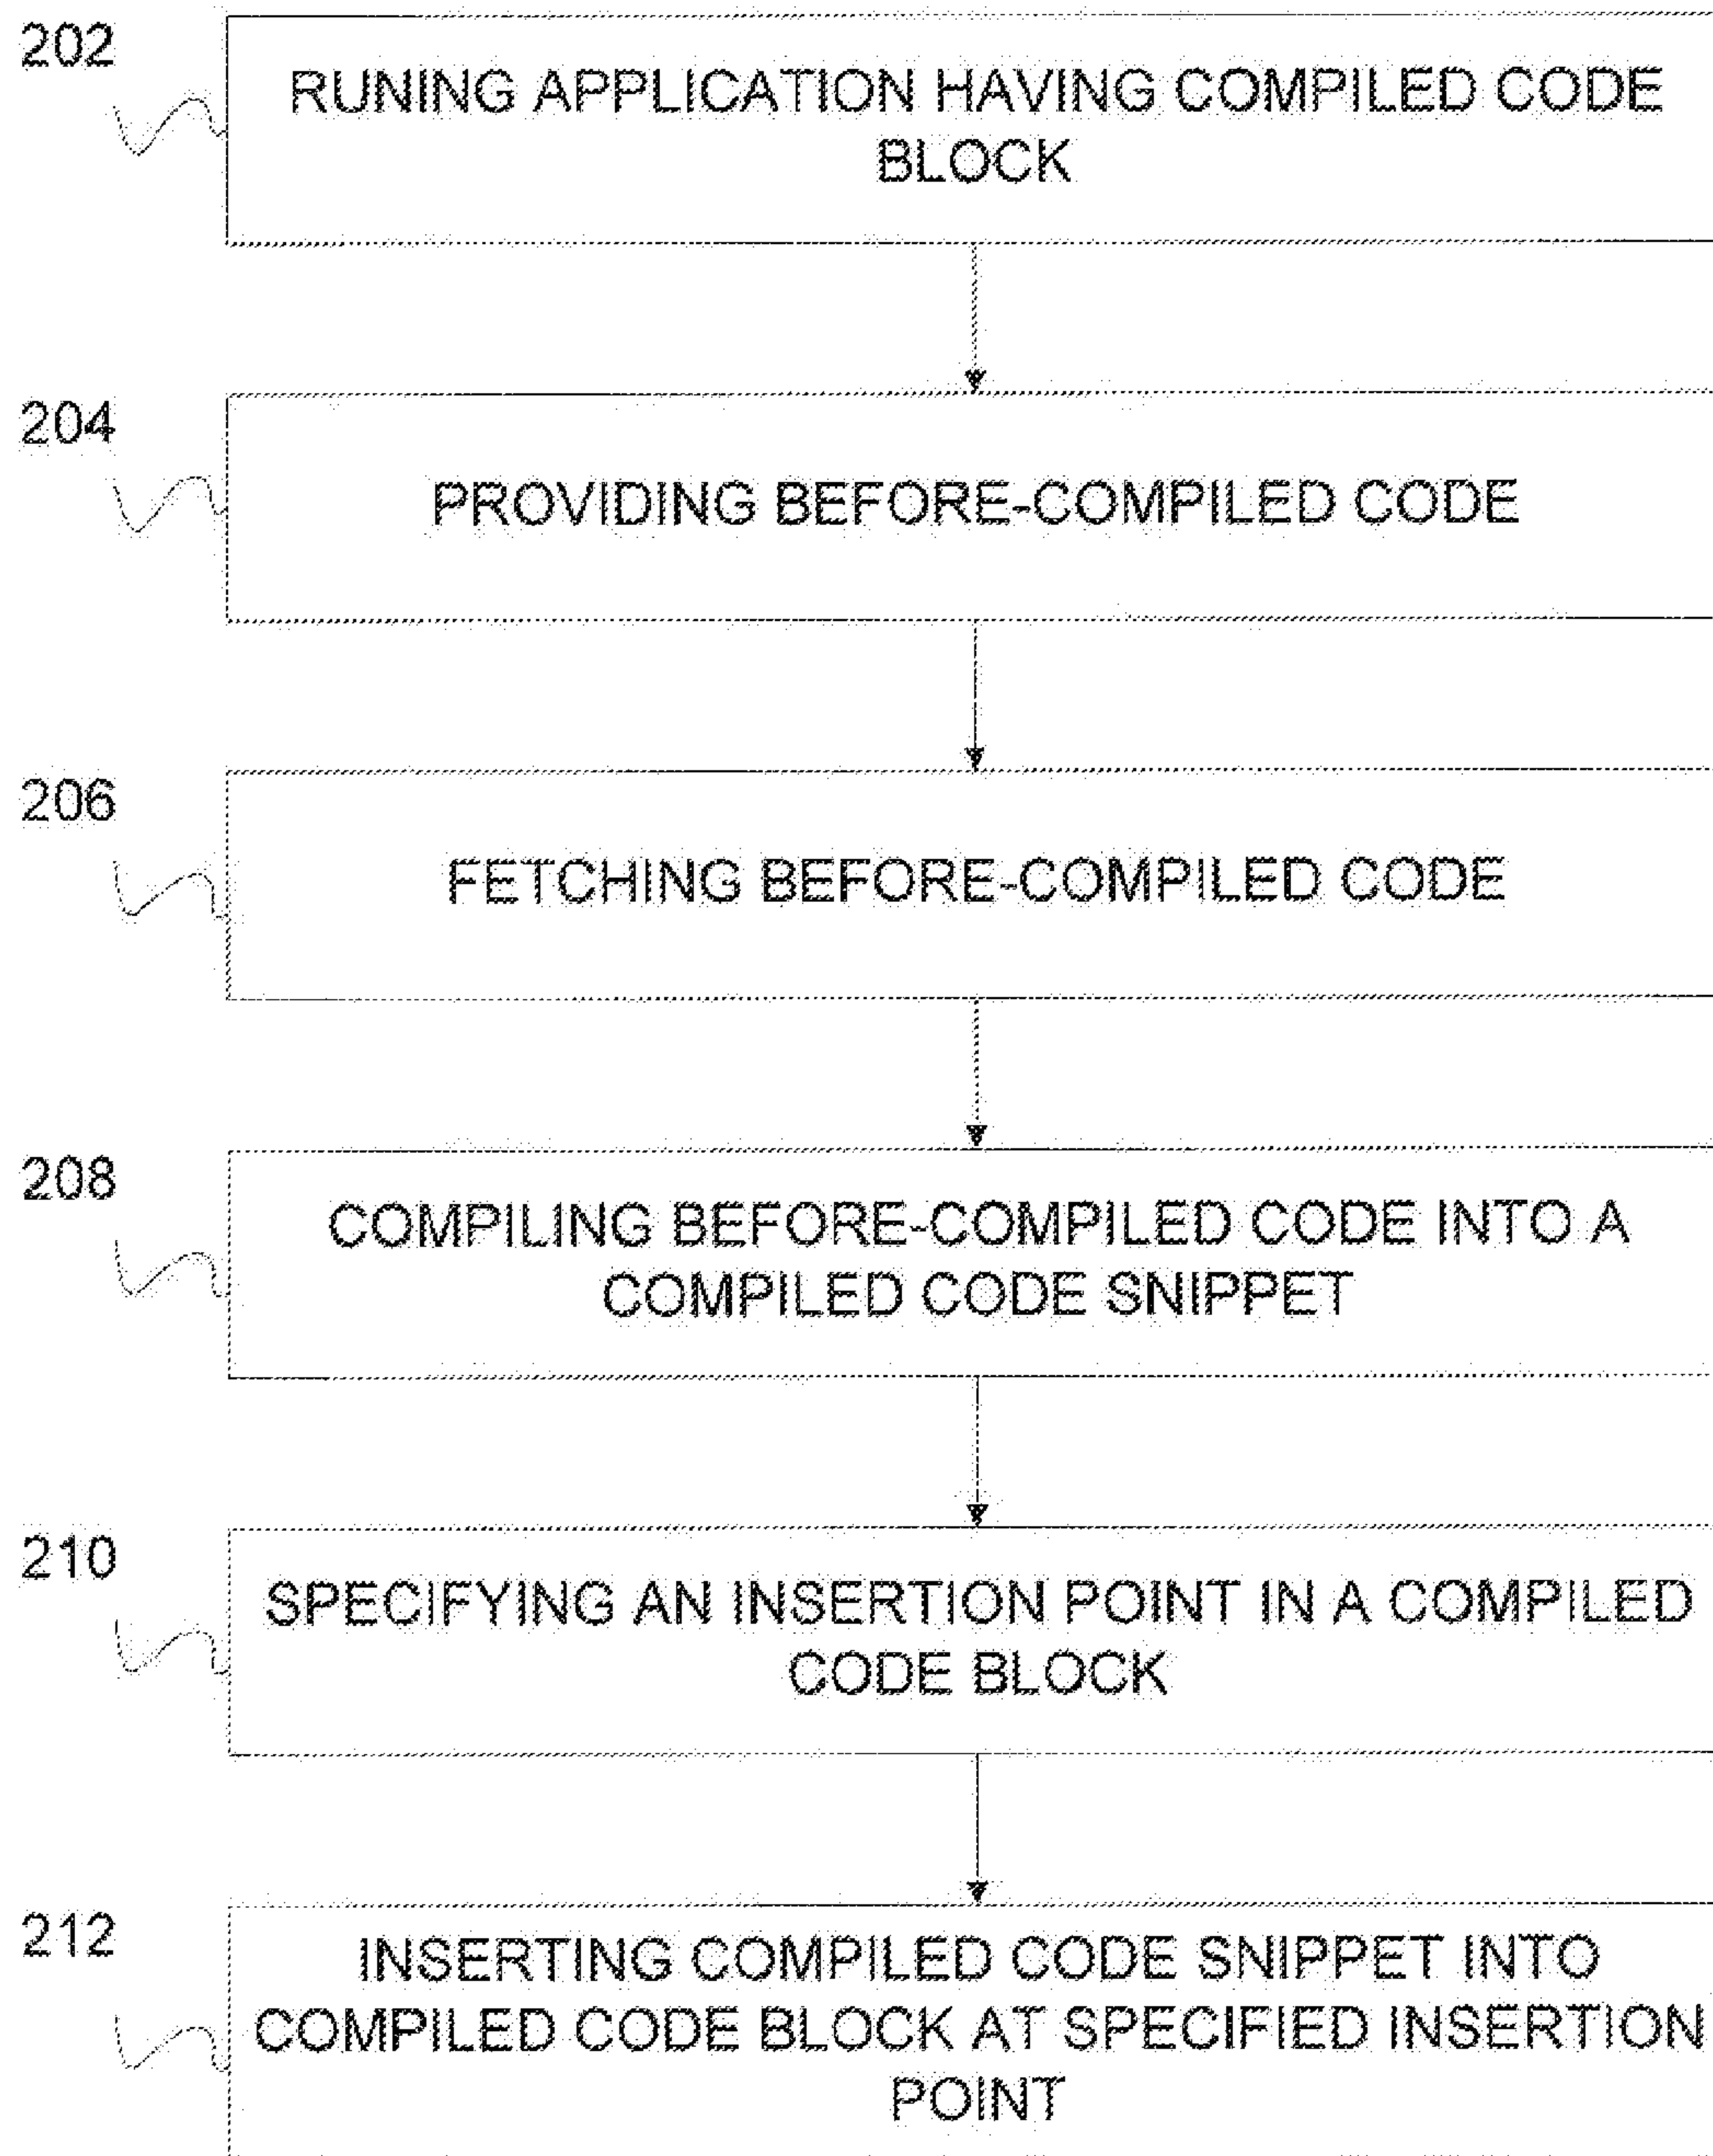 202
RUNING APPLICATION HAVING COMPILED CODE
BLOCK
204
PROVIDING BEFORE-COMPILED CODE
206
FETCHING BEFORE-COMPILED CODE
208
COMPILING BEFORE-COMPILED CODE INTO A
COMPILED CODE SNIPPET
210
SPECIFYING AN INSERTION POINT IN A COMPILED
CODE BLOCK
212
INSERTING COMPILED CODE SNIPPET INTO
COMPILED CODE BLOCK AT SPECIFIED INSERTION
POINT